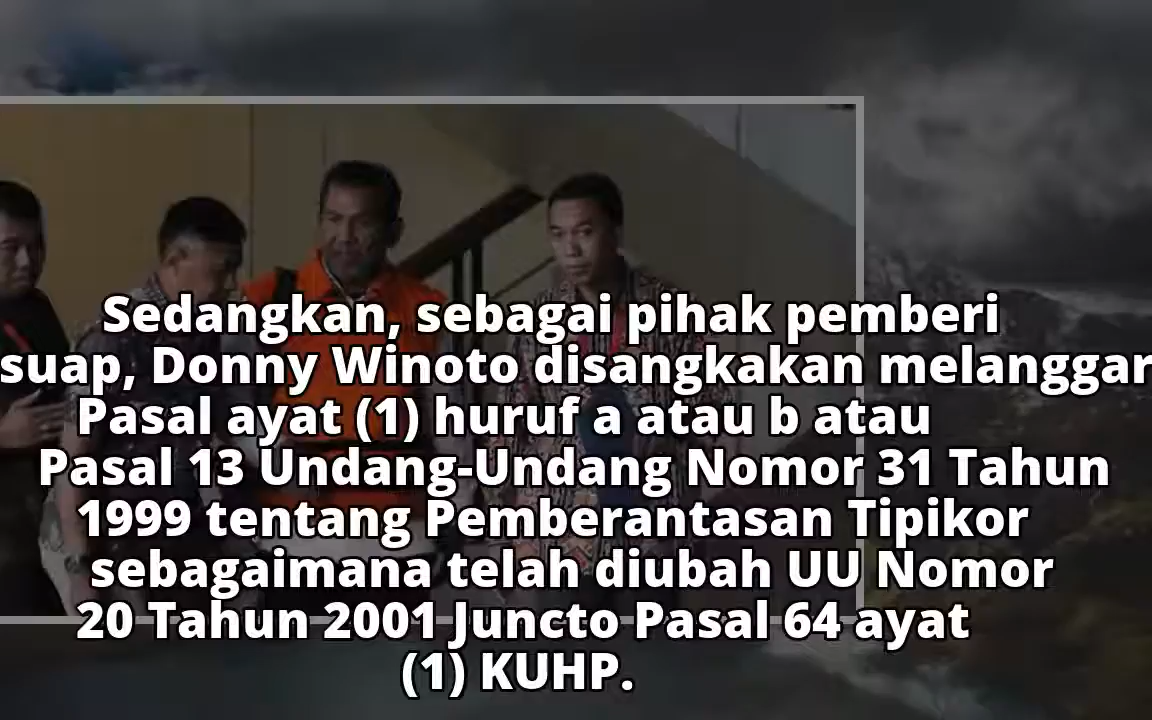 Sedangkan, sebagai pihak pemberi
suap, Donny Winoto disangkakan melanggar
Pasal ayat (1) huruf a atau b atau
Pasal 13 Undang-Undang Nomor 31 Tahun
1999 tentang Pemberantasan Tipikor
sebagaimana telah diubah UU Nomor
20 Tahun 2001 Juncto Pasal 64 ayat
(1) KUHP.